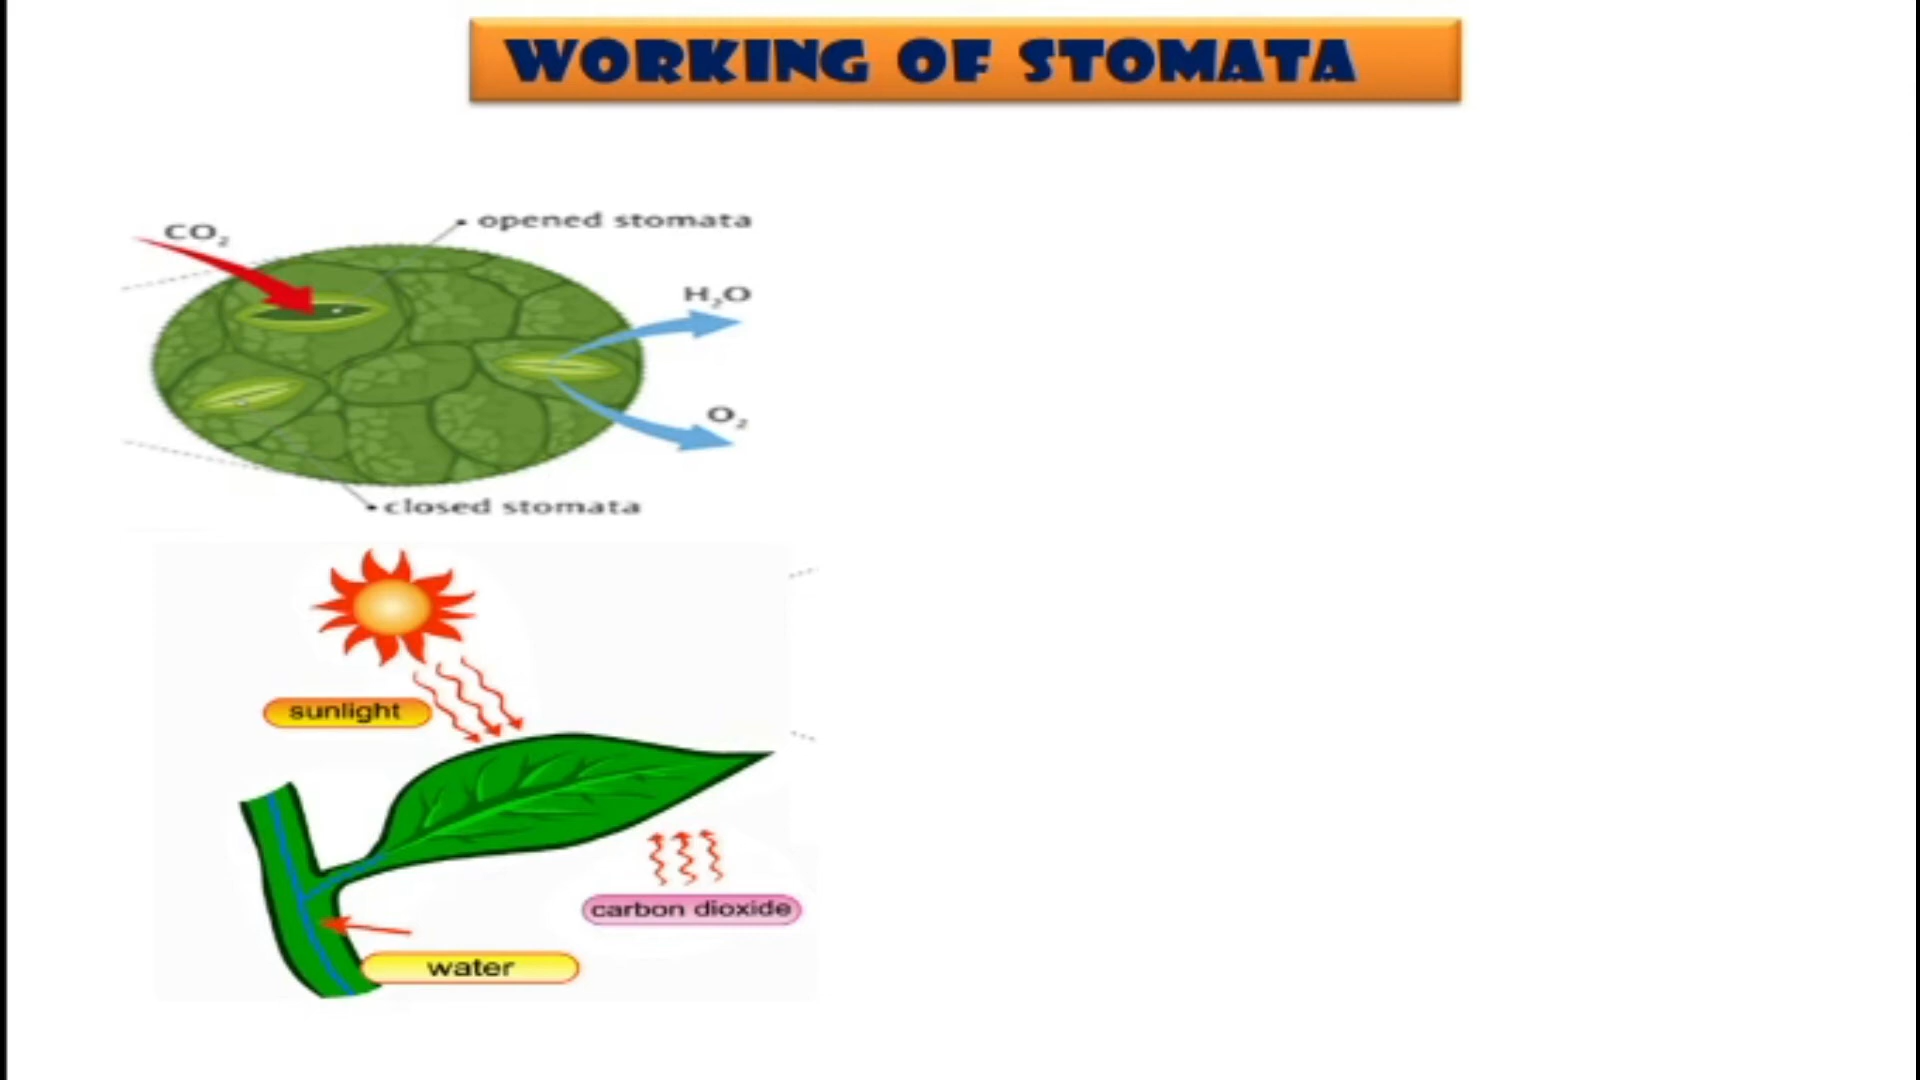 WORKING OF STOMATA
opened stomata
CO₂
H₂O
O₂
closed stomata
sunlight
carbon dioxide
water